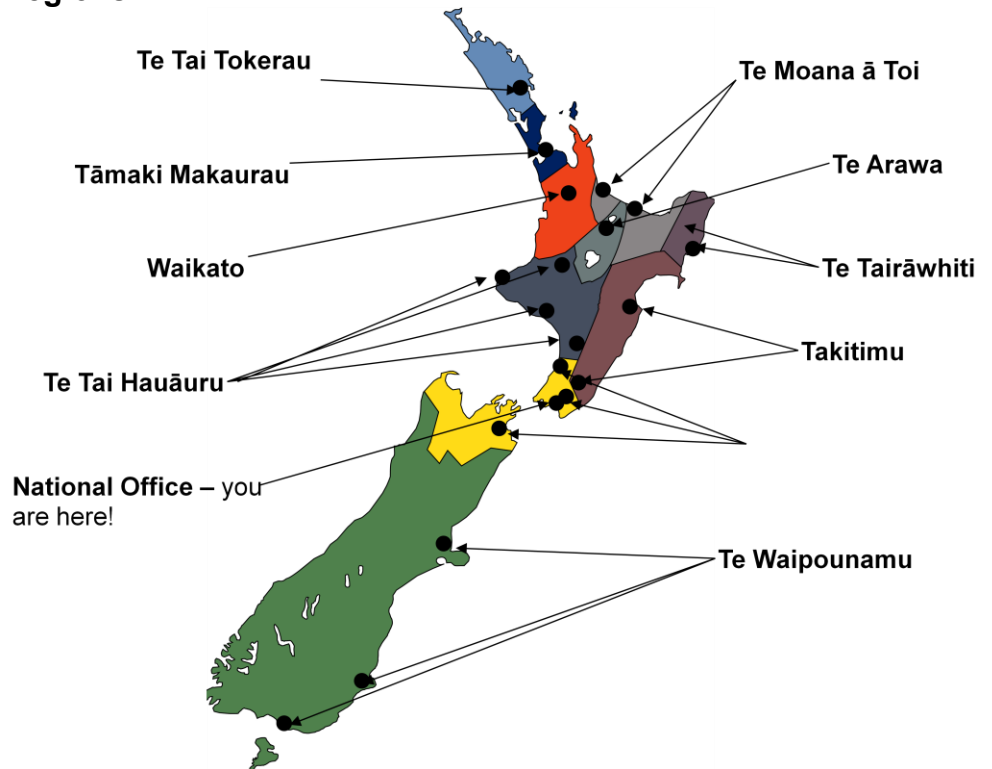 Te Tai Tokerau
Te Moana ā Toi
Te Arawa
Tāmaki Makaurau
Waikato
Te Tairāwhiti
Takitimu
Te Tai Hauāuru
National Office – you
are here!
Te Waipounamu